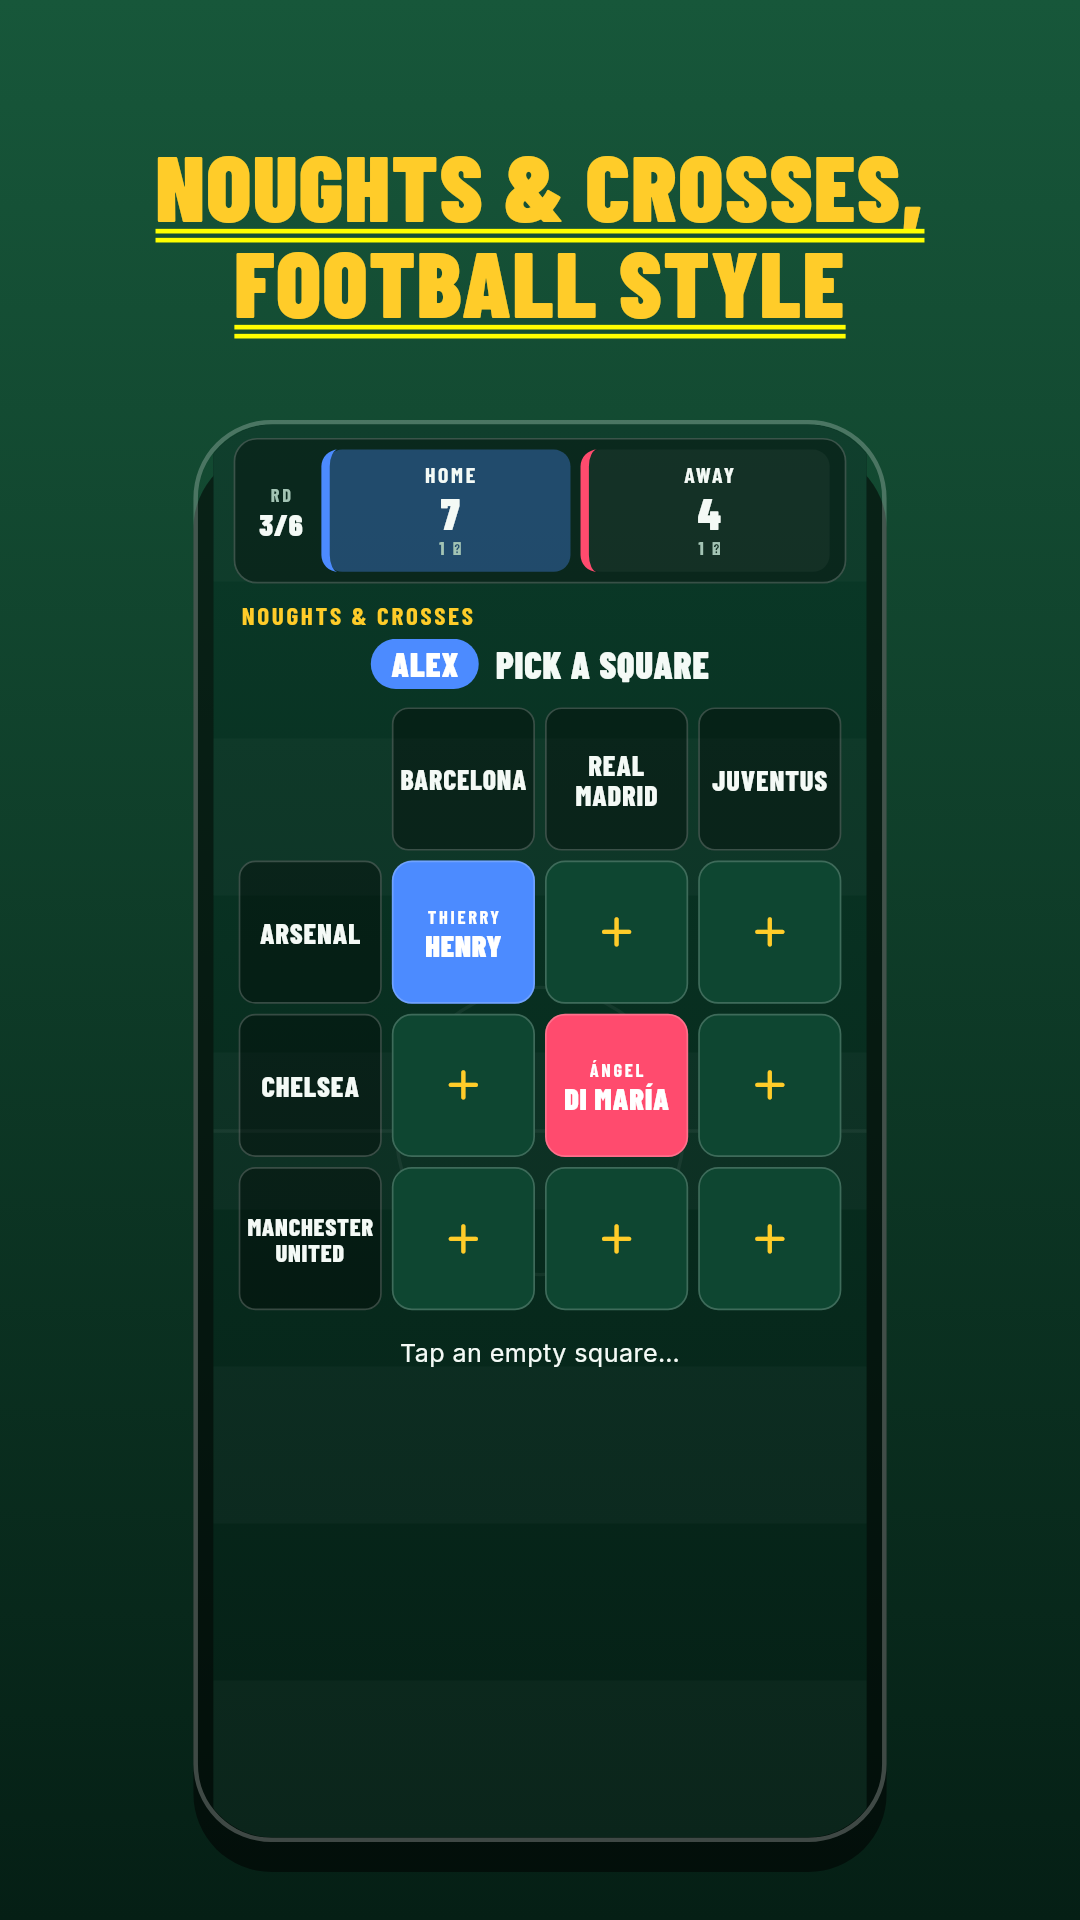 NOUGHTS & CROSSES,
FOOTBALL STYLE
RD
3/6
HOME
7
1
AWAY
4
1
NOUGHTS & CROSSES
ALEX PICK A SQUARE
BARCELONA
REAL
MADRID
JUVENTUS
ARSENAL
THIERRY
HENRY
+
+
CHELSEA
+
ÁNGEL
DI MARÍA
+
MANCHESTER
UNITED
+
+
+
Tap an empty square...